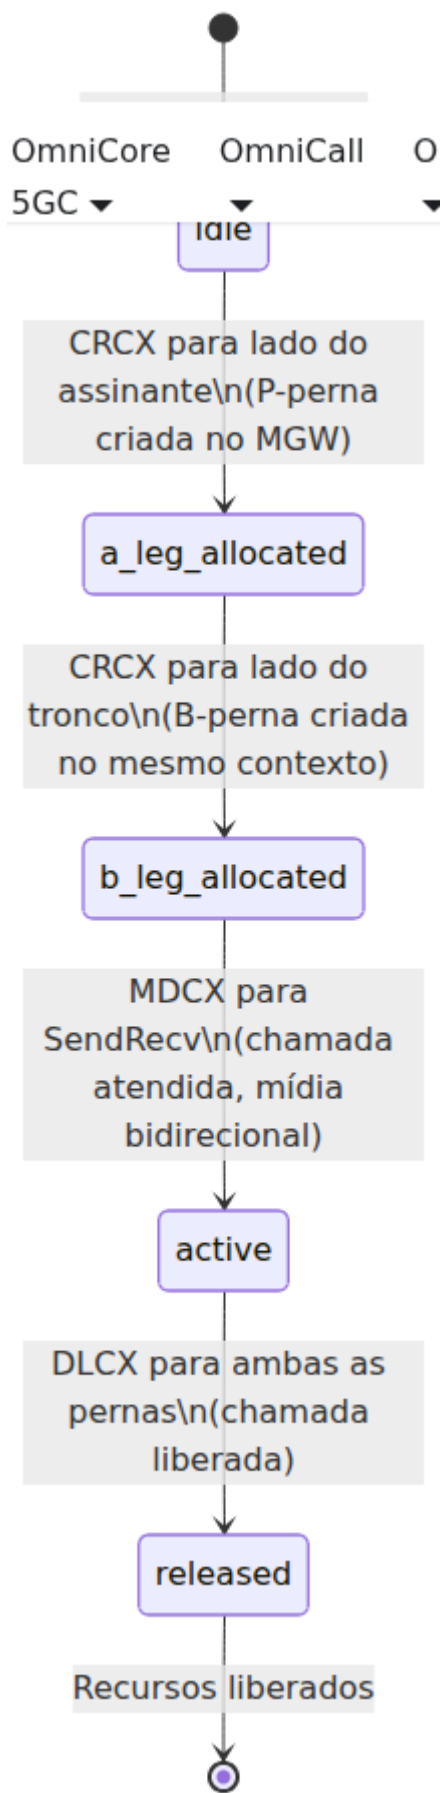 OmniCore OmniCall
5GC
idle
CRCX para lado do
assinante\n(P-perna
criada no MGW)
a_leg_allocated
CRCX para lado do
tronco\n(B-perna criada
no mesmo contexto)
b_leg_allocated
MDCX para
SendRecv\n(chamada
atendida, mídia
bidirecional)
active
DLCX para ambas as
pernas\n(chamada
liberada)
released
Recursos liberados